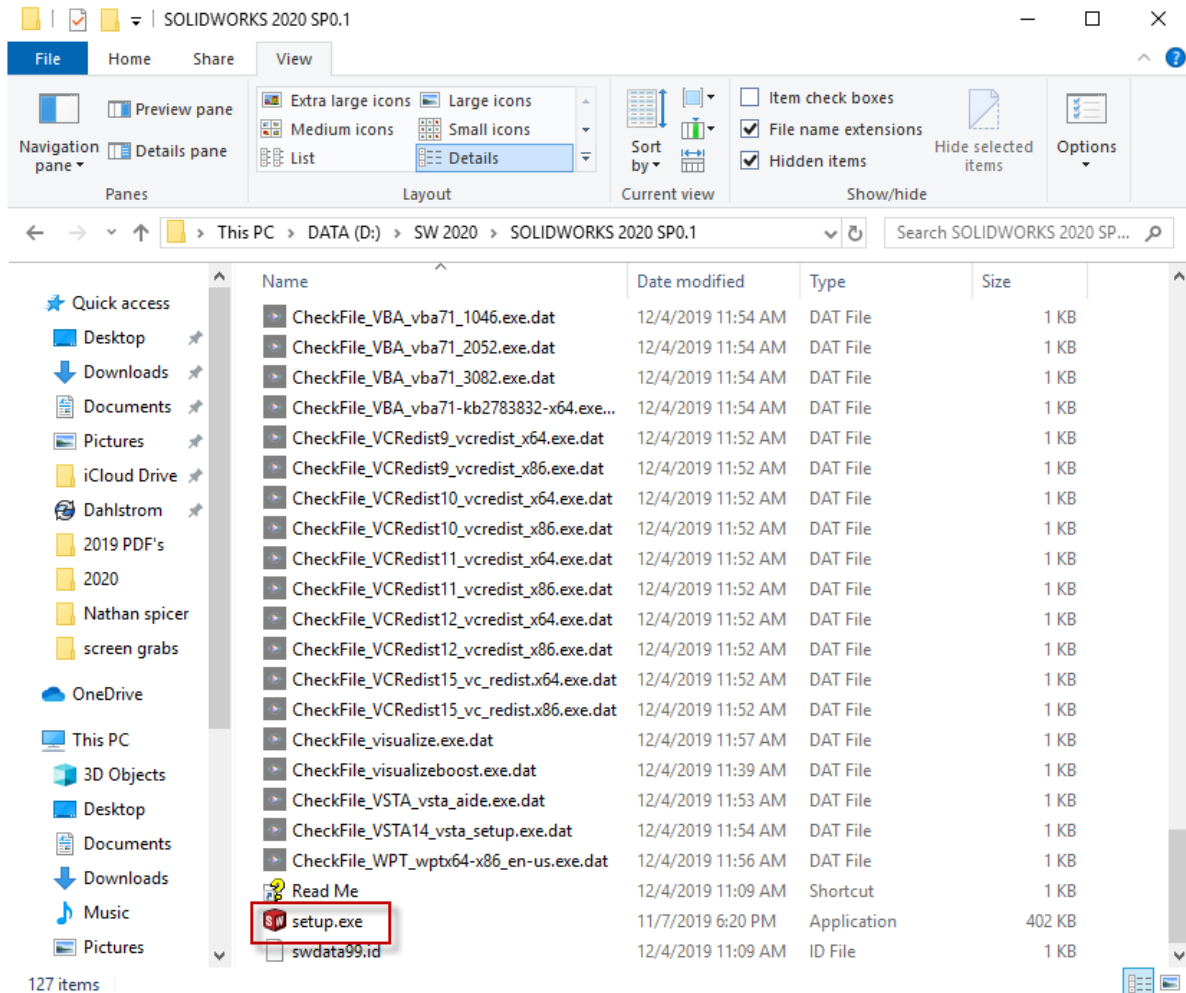 SOLIDWORKS 2020 SP0.1
File Home Share View
Navigation pane
Preview pane
Details pane
Panes
Extra large icons Large icons
Medium icons Small icons
List Details
Layout
Sort by
Current view
Item check boxes
File name extensions
Hidden items
Hide selected items
Show/hide
Options
This PC > DATA (D:) > SW 2020 > SOLIDWORKS 2020 SP0.1
Search SOLIDWORKS 2020 SP...
Quick access
Desktop
Downloads
Documents
Pictures
iCloud Drive
Dahlstrom
2019 PDF's
2020
Nathan spicer
screen grabs
OneDrive
This PC
3D Objects
Desktop
Documents
Downloads
Music
Pictures
Name Date modified Type Size
CheckFile_VBA_vba71_1046.exe.dat 12/4/2019 11:54 AM DAT File 1 KB
CheckFile_VBA_vba71_2052.exe.dat 12/4/2019 11:54 AM DAT File 1 KB
CheckFile_VBA_vba71_3082.exe.dat 12/4/2019 11:54 AM DAT File 1 KB
CheckFile_VBA_vba71-kb2783832-x64.exe... 12/4/2019 11:54 AM DAT File 1 KB
CheckFile_VCRedist9_vcredist_x64.exe.dat 12/4/2019 11:52 AM DAT File 1 KB
CheckFile_VCRedist9_vcredist_x86.exe.dat 12/4/2019 11:52 AM DAT File 1 KB
CheckFile_VCRedist10_vcredist_x64.exe.dat 12/4/2019 11:52 AM DAT File 1 KB
CheckFile_VCRedist10_vcredist_x86.exe.dat 12/4/2019 11:52 AM DAT File 1 KB
CheckFile_VCRedist11_vcredist_x64.exe.dat 12/4/2019 11:52 AM DAT File 1 KB
CheckFile_VCRedist11_vcredist_x86.exe.dat 12/4/2019 11:52 AM DAT File 1 KB
CheckFile_VCRedist12_vcredist_x64.exe.dat 12/4/2019 11:52 AM DAT File 1 KB
CheckFile_VCRedist12_vcredist_x86.exe.dat 12/4/2019 11:52 AM DAT File 1 KB
CheckFile_VCRedist15_vc_redist.x64.exe.dat 12/4/2019 11:52 AM DAT File 1 KB
CheckFile_VCRedist15_vc_redist.x86.exe.dat 12/4/2019 11:52 AM DAT File 1 KB
CheckFile_visualize.exe.dat 12/4/2019 11:57 AM DAT File 1 KB
CheckFile_visualizeboost.exe.dat 12/4/2019 11:39 AM DAT File 1 KB
CheckFile_VSTA_vsta_aide.exe.dat 12/4/2019 11:53 AM DAT File 1 KB
CheckFile_VSTA14_vsta_setup.exe.dat 12/4/2019 11:54 AM DAT File 1 KB
CheckFile_WPT_wptx64-x86_en-us.exe.dat 12/4/2019 11:56 AM DAT File 1 KB
Read Me 12/4/2019 11:09 AM Shortcut 1 KB
setup.exe 11/7/2019 6:20 PM Application 402 KB
swdata99.id 12/4/2019 11:09 AM ID File 1 KB
127 items